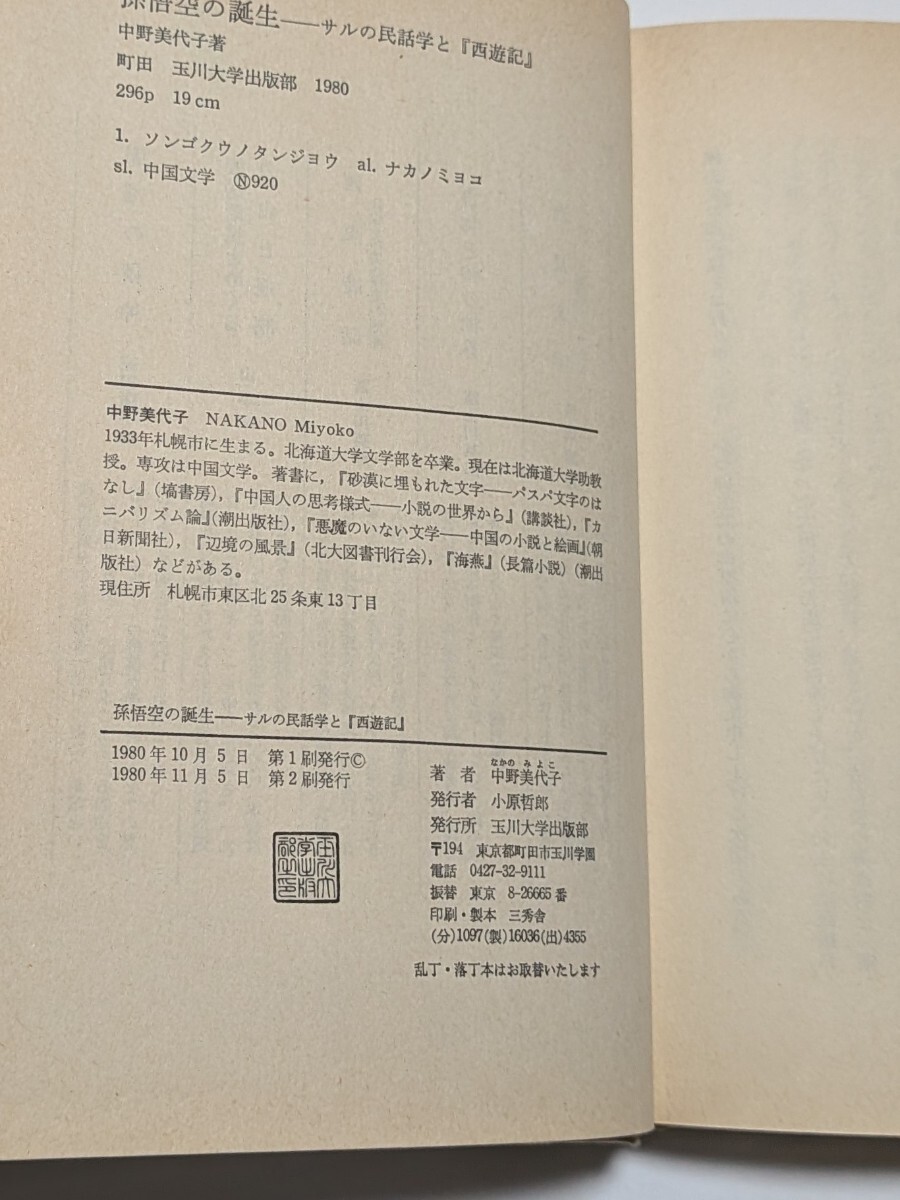 孫悟空の誕生——サルの民話学と『西遊記』
中野美代子著
町田　玉川大学出版部　1980
296p　19cm
1.　ソンゴクウノタンジョウ　al. ナカノミヨコ
sl. 中国文学　Ⓝ920
中野美代子　NAKANO Miyoko
1933年札幌市に生まる。北海道大学文学部を卒業。現在は北海道大学助教
授。専攻は中国文学。著書に，『砂漠に埋もれた文字——パスパ文字のは
なし』（塙書房），『中国人の思考様式——小説の世界から』（講談社），『カ
ニバリズム論』（潮出版社），『悪魔のいない文学——中国の小説と絵画』（朝
日新聞社），『辺境の風景』（北大図書刊行会），『海燕』（長篇小説）（潮出
版社）などがある。
現住所　札幌市東区北25条東13丁目
孫悟空の誕生——サルの民話学と『西遊記』
1980年10月5日　第1刷発行©
1980年11月5日　第2刷発行
なかの みよこ
著者　中野美代子
発行者　小原哲郎
発行所　玉川大学出版部
〒194　東京都町田市玉川学園
電話　0427-32-9111
振替　東京　8-26665番
印刷・製本　三秀舎
(分)1097(製)16036(出)4355
玉川大
学出版
部之印
乱丁・落丁本はお取替いたします